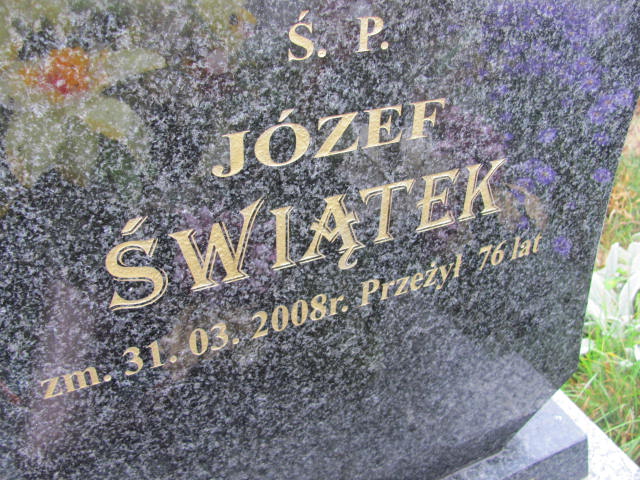 Ś. P.
JÓZEF
ŚWIĄTEK
zm. 31. 03. 2008r. Przeżył 76 lat